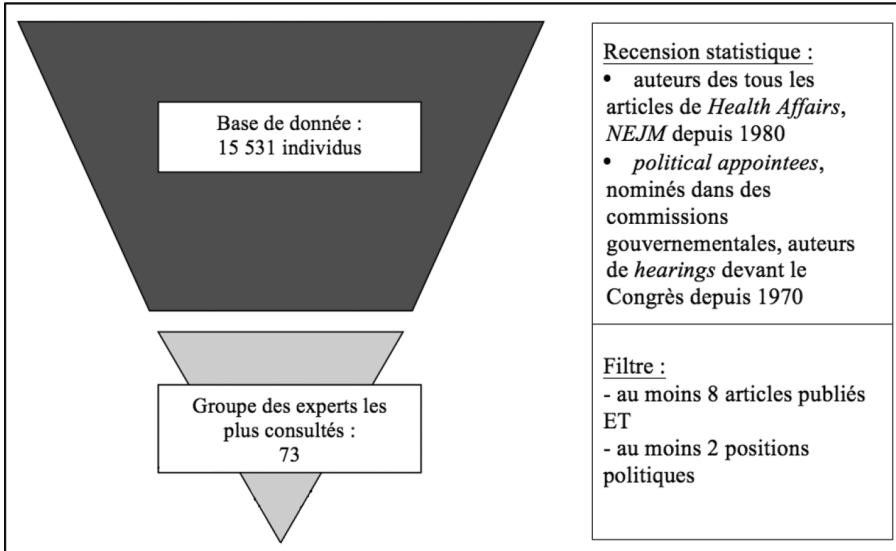 Base de donnée :
15 531 individus
Recension statistique :
• auteurs des tous les
articles de Health Affairs,
NEJM depuis 1980
• political appointees,
nominés dans des
commissions
gouvernementales, auteurs
de hearings devant le
Congrès depuis 1970
Groupe des experts les
plus consultés :
73
Filtre :
- au moins 8 articles publiés
ET
- au moins 2 positions
politiques